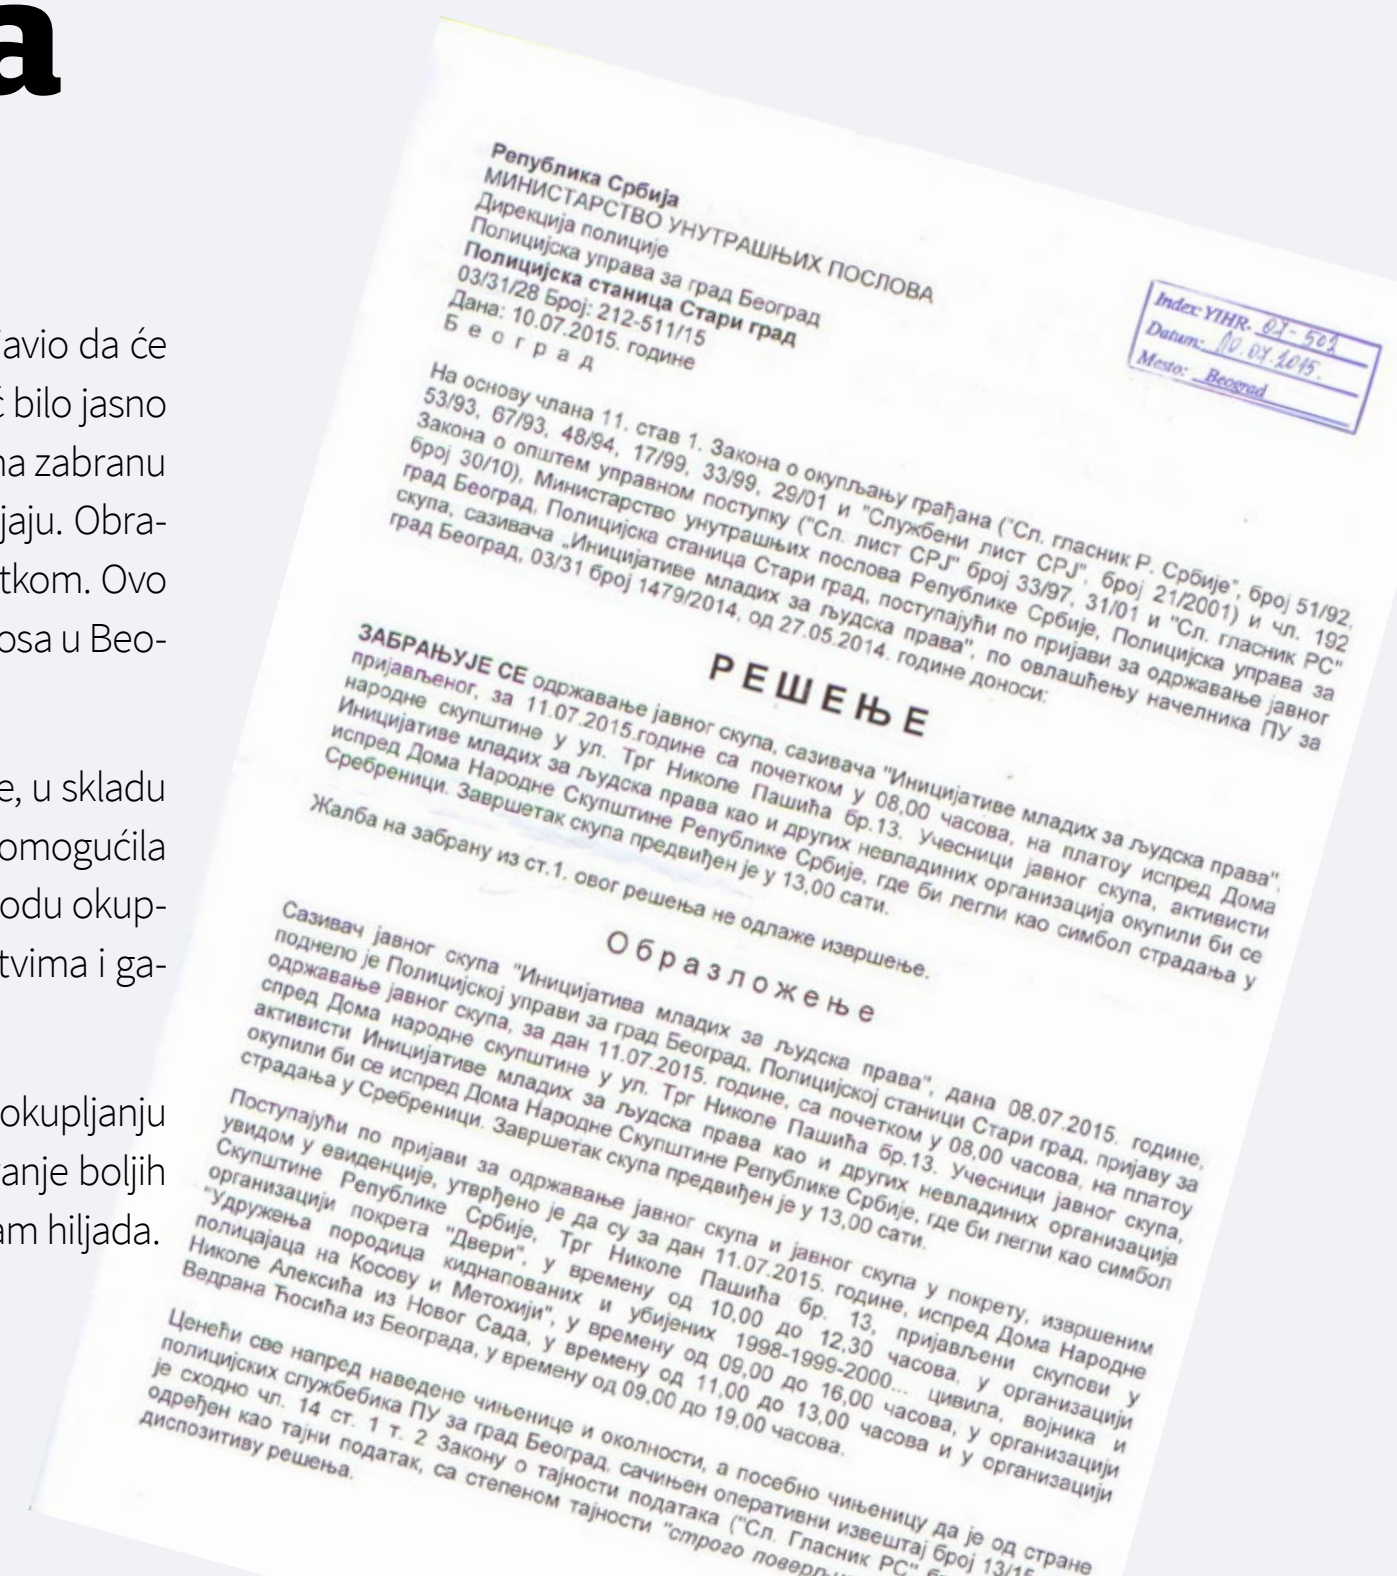 a
avio da će
ć bilo jasno
na zabranu
jaju. Obra-
tkom. Ovo
osa u Beo-
e, u skladu
omogućila
odu okup-
tvima i ga-
okupljanju
anje boljih
am hiljada.
Република Србија
МИНИСТАРСТВО УНУТРАШЊИХ ПОСЛОВА
Дирекција полиције
Полицијска управа за град Београд
Полицијска станица Стари град
03/31/28 Број: 212-511/15
Дана: 10.07.2015. године
Б е о г р а д
Index: YIHR- 07-502
Datum: 10.07.2015.
Mesto: Beograd
На основу члана 11. став 1. Закона о окупљању грађана ("Сл. гласник Р. Србије", број 51/92,
53/93, 67/93, 48/94, 17/99, 33/99, 29/01 и "Службени лист СРЈ", број 21/2001) и чл. 192
Закона о општем управном поступку ("Сл. лист СРЈ" број 33/97, 31/01 и "Сл. гласник РС"
број 30/10), Министарство унутрашњих послова Републике Србије, Полицијска управа за
град Београд, Полицијска станица Стари град, поступајући по пријави за одржавање јавног
скупа, сазивача „Иницијативе младих за људска права", по овлашћењу начелника ПУ за
град Београд, 03/31 број 1479/2014, од 27.05.2014. године доноси:
Р Е Ш Е Њ Е
ЗАБРАЊУЈЕ СЕ одржавање јавног скупа, сазивача "Иницијативе младих за људска права",
пријављеног, за 11.07.2015.године са почетком у 08,00 часова, на платоу испред Дома
народне скупштине у ул. Трг Николе Пашића бр.13. Учесници јавног скупа, активисти
Иницијативе младих за људска права као и других невладиних организација окупили би се
испред Дома Народне Скупштине Републике Србије, где би легли као симбол страдања у
Сребреници. Завршетак скупа предвиђен је у 13,00 сати.
Жалба на забрану из ст.1. овог решења не одлаже извршење.
О б р а з л о ж е њ е
Сазивач јавног скупа "Иницијатива младих за људска права", дана 08.07.2015. године,
поднело је Полицијској управи за град Београд, Полицијској станици Стари град, пријаву за
одржавање јавног скупа, за дан 11.07.2015. године, са почетком у 08,00 часова, на платоу
спред Дома народне скупштине у ул. Трг Николе Пашића бр.13. Учесници јавног скупа,
активисти Иницијативе младих за људска права као и других невладиних организација
окупили би се испред Дома Народне Скупштине Републике Србије, где би легли као симбол
страдања у Сребреници. Завршетак скупа предвиђен је у 13,00 сати.
Поступајући по пријави за одржавање јавног скупа и јавног скупа у покрету, извршеним
увидом у евиденције, утврђено је да су за дан 11.07.2015. године, испред Дома Народне
Скупштине Републике Србије, Трг Николе Пашића бр. 13, пријављени скупови у
организацији покрета "Двери", у времену од 10,00 до 12,30 часова, у организацији
"Удружења породица киднапованих и убијених 1998-1999-2000... цивила, војника и
полицајаца на Косову и Метохији", у времену од 09,00 до 16,00 часова, у организацији
Николе Алексића из Новог Сада, у времену од 11,00 до 13,00 часова и у организацији
Ведрана Ћосића из Београда, у времену од 09,00 до 19,00 часова.
Ценећи све напред наведене чињенице и околности, а посебно чињеницу да је од стране
полицијских службебика ПУ за град Београд, сачињен оперативни извештај број 13/15
је сходно чл. 14 ст. 1 т. 2 Закону о тајности података ("Сл. Гласник РС"
одређен као тајни податак, са степеном тајности "строго
диспозитиву решења.